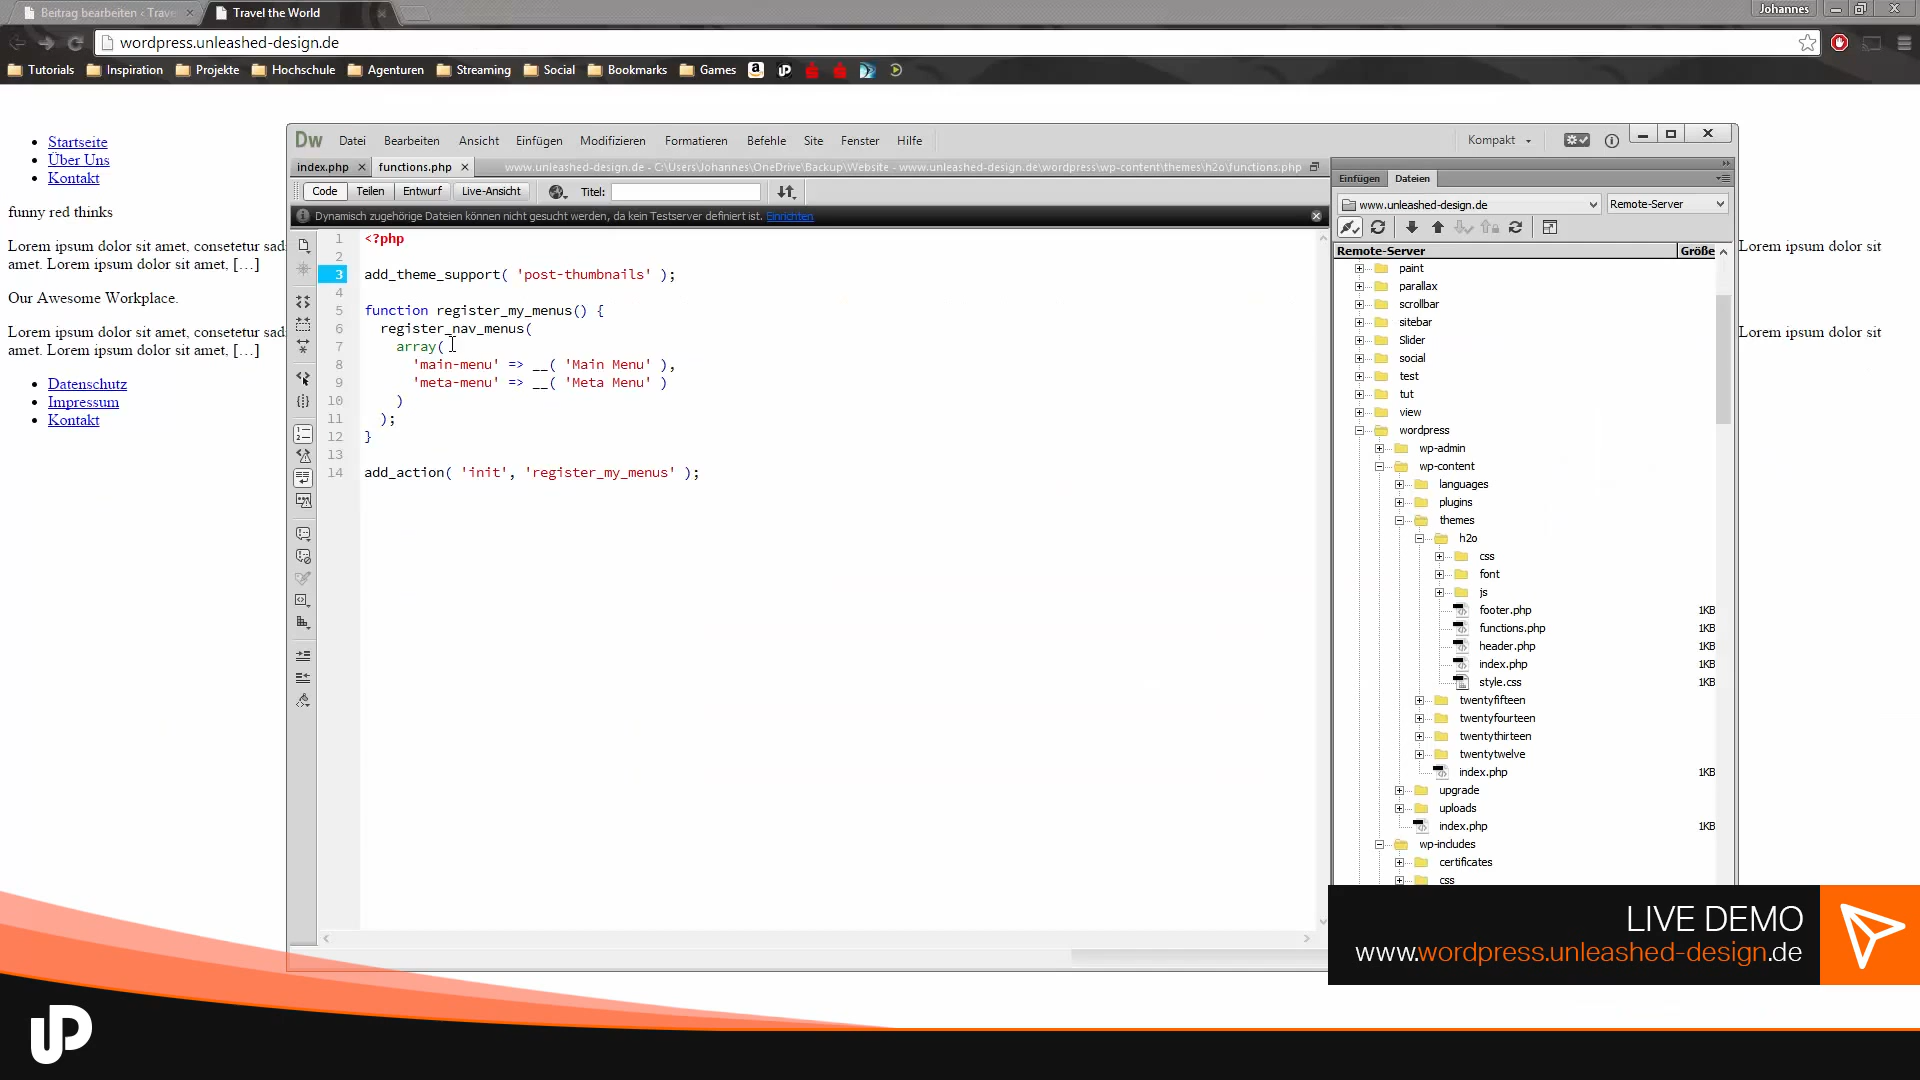 Beitrag bearbeiten ‹ Trave
Travel the World
Johannes
wordpress.unleashed-design.de
Tutorials
Inspiration
Projekte
Hochschule
Agenturen
Streaming
Social
Bookmarks
Games
Startseite
Über Uns
Kontakt
funny red thinks
Lorem ipsum dolor sit amet, consetetur sad
amet. Lorem ipsum dolor sit amet, […]
Our Awesome Workplace.
Lorem ipsum dolor sit amet, consetetur sad
amet. Lorem ipsum dolor sit amet, […]
Datenschutz
Impressum
Kontakt
Lorem ipsum dolor sit
Lorem ipsum dolor sit
Dw
Datei
Bearbeiten
Ansicht
Einfügen
Modifizieren
Formatieren
Befehle
Site
Fenster
Hilfe
Kompakt
index.php
functions.php
www.unleashed-design.de - C:\Users\Johannes\OneDrive\Backup\Website - www.unleashed-design.de\wordpress\wp-content\themes\h2o\functions.php
Code
Teilen
Entwurf
Live-Ansicht
Titel:
Dynamisch zugehörige Dateien können nicht gesucht werden, da kein Testserver definiert ist. Einrichten
1 <?php
2
3 add_theme_support( 'post-thumbnails' );
4
5 function register_my_menus() {
6 register_nav_menus(
7 array(
8 'main-menu' => __( 'Main Menu' ),
9 'meta-menu' => __( 'Meta Menu' )
10 )
11 );
12 }
13
14 add_action( 'init', 'register_my_menus' );
Einfügen
Dateien
www.unleashed-design.de
Remote-Server
Remote-Server
Größe
paint
parallax
scrollbar
sitebar
Slider
social
test
tut
view
wordpress
wp-admin
wp-content
languages
plugins
themes
h2o
css
font
js
footer.php 1KB
functions.php 1KB
header.php 1KB
index.php 1KB
style.css 1KB
twentyfifteen
twentyfourteen
twentythirteen
twentytwelve
index.php 1KB
upgrade
uploads
index.php 1KB
wp-includes
certificates
css
LIVE DEMO
www.wordpress.unleashed-design.de